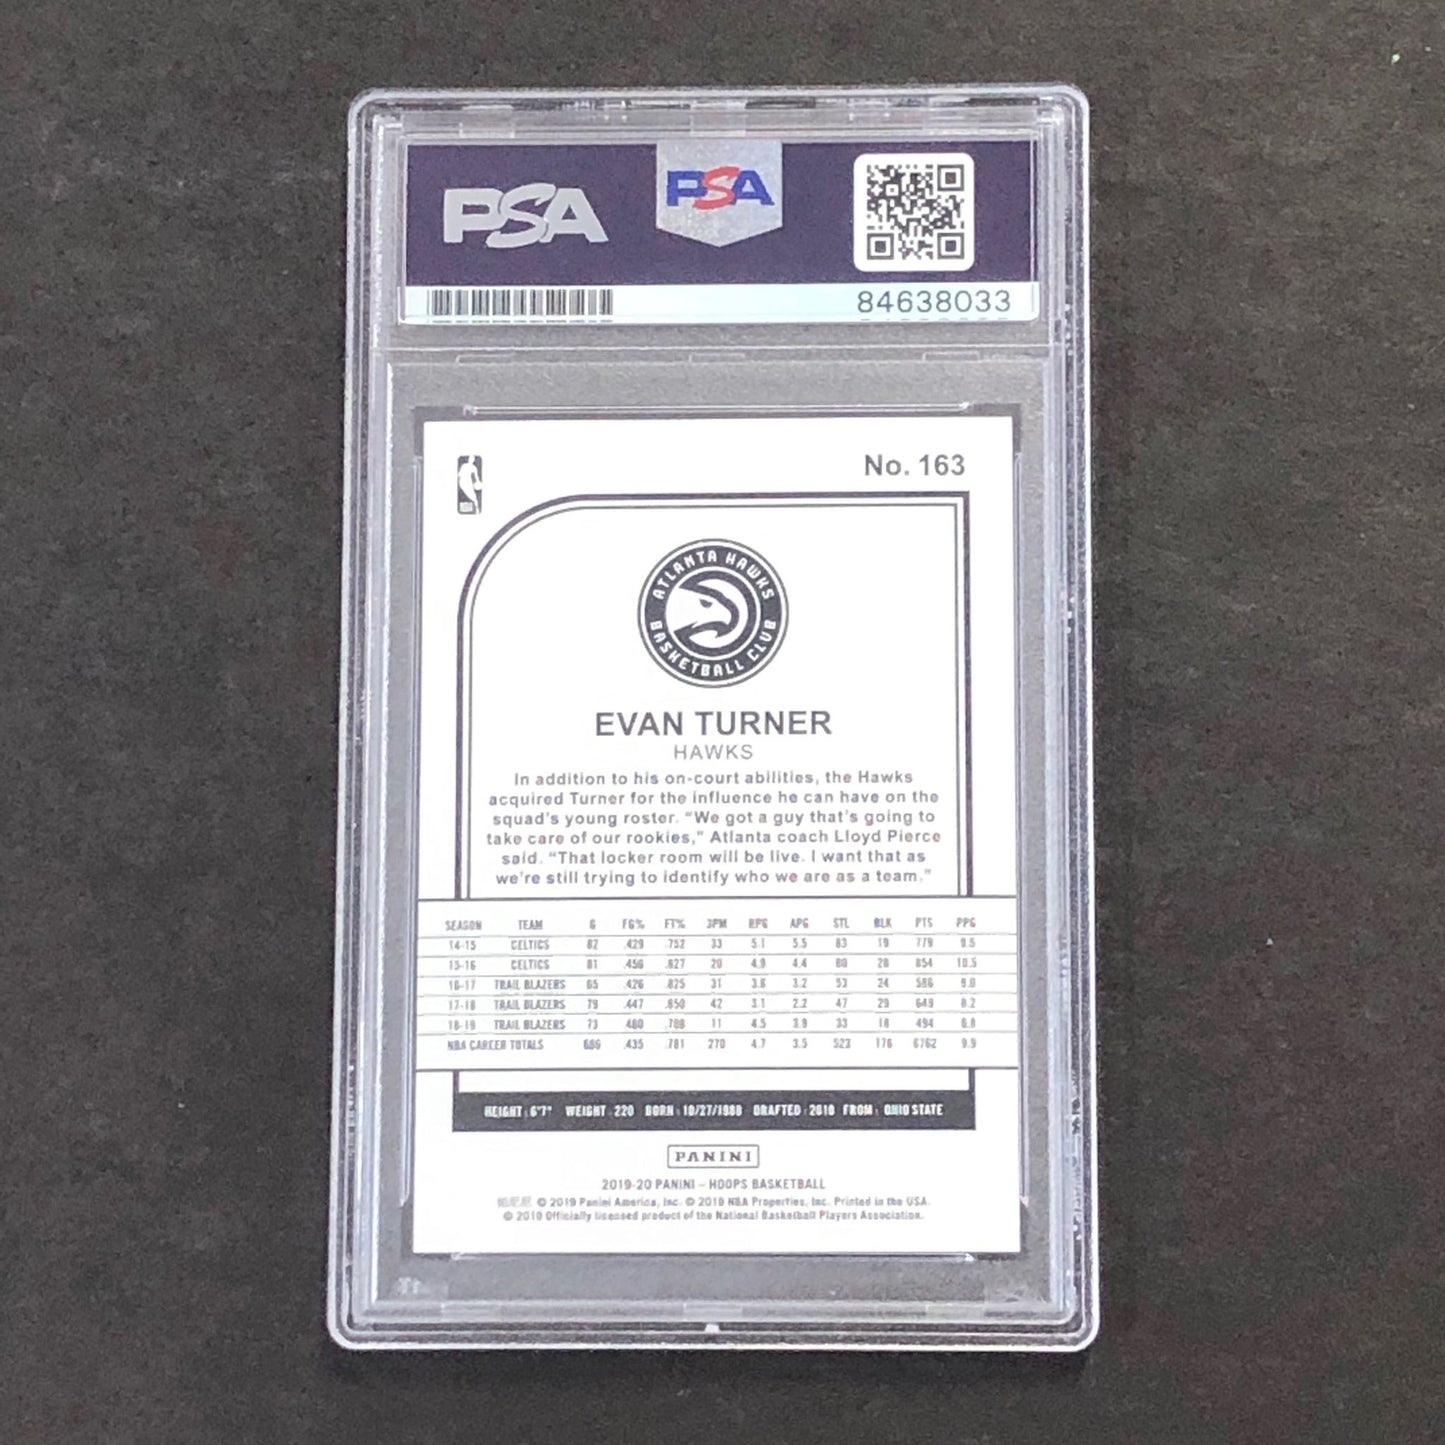 PSA
PSA
84638033
No. 163
NBA
ATLANTA HAWKS
BASKETBALL CLUB
EVAN TURNER
HAWKS
In addition to his on-court abilities, the Hawks
acquired Turner for the influence he can have on the
squad's young roster. "We got a guy that's going to
take care of our rookies," Atlanta coach Lloyd Pierce
said. "That locker room will be live. I want that as
we're still trying to identify who we are as a team."
SEASON TEAM G FG% FT% 3PM RPG APG STL BLK PTS PPG
14-15 CELTICS 82 .429 .752 33 5.1 5.5 83 19 779 9.5
15-16 CELTICS 81 .456 .827 20 4.9 4.4 80 28 854 10.5
16-17 TRAIL BLAZERS 65 .426 .825 31 3.8 3.2 53 24 586 9.0
17-18 TRAIL BLAZERS 79 .447 .850 42 3.1 2.2 47 29 649 8.2
18-19 TRAIL BLAZERS 73 .460 .708 11 4.5 3.9 33 18 494 6.8
NBA CAREER TOTALS 686 .435 .781 270 4.7 3.5 523 176 6762 9.9
HEIGHT: 6'7" WEIGHT: 220 BORN: 10/27/1988 DRAFTED: 2010 FROM: OHIO STATE
PANINI
2019-20 PANINI – HOOPS BASKETBALL
© 2019 Panini America, Inc. © 2019 NBA Properties, Inc. Printed in the USA.
© 2019 Officially licensed product of the National Basketball Players Association.